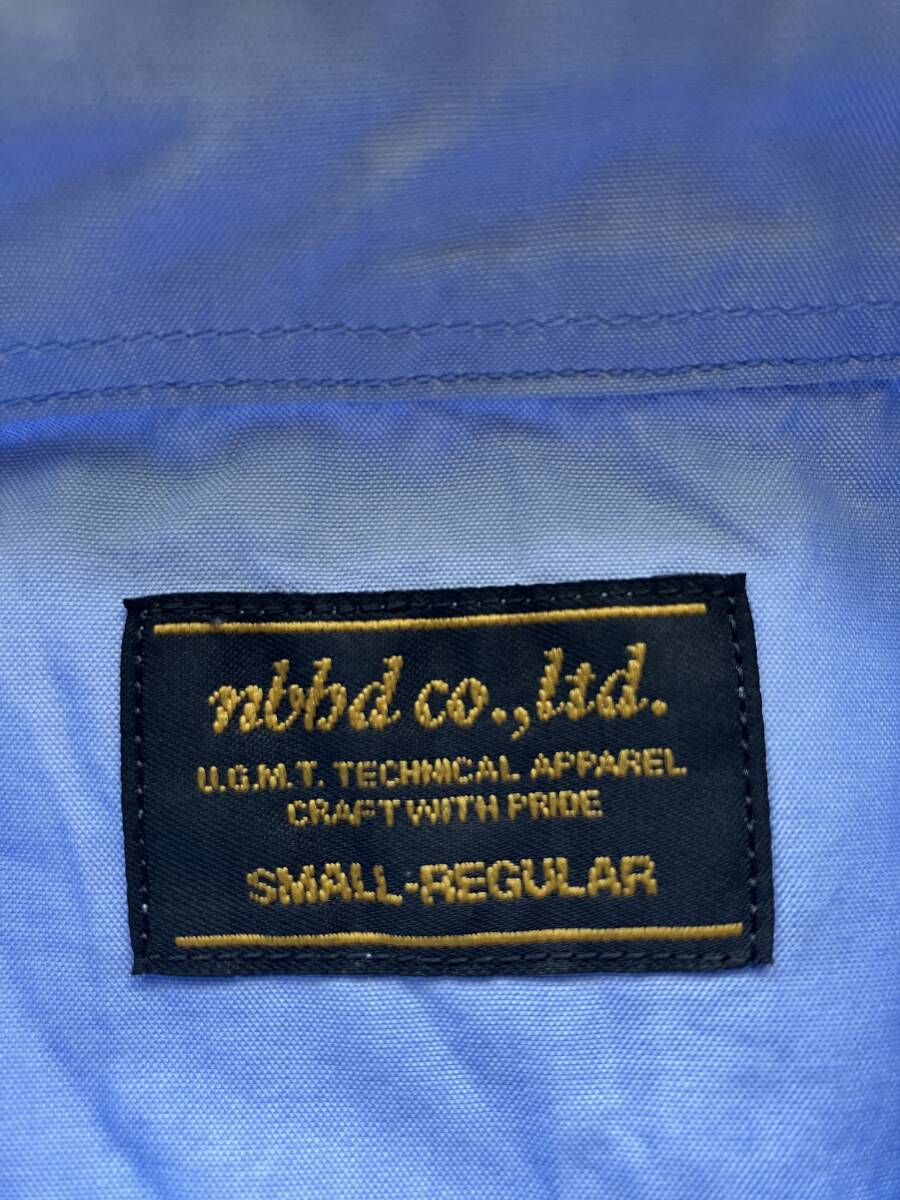 nbhd co.,ltd.
U.G.M.T. TECHNICAL APPAREL
CRAFT WITH PRIDE
SMALL-REGULAR